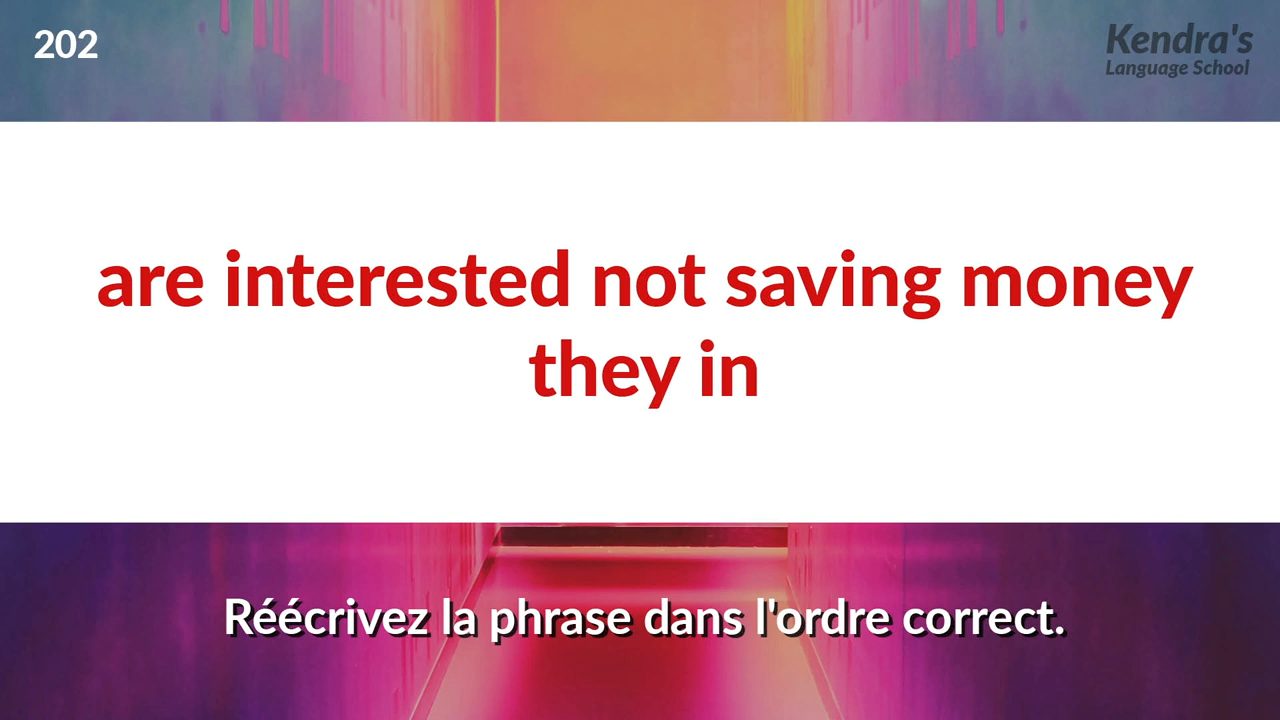 202
Kendra's
Language School
are interested not saving money
they in
Réécrivez la phrase dans l'ordre correct.